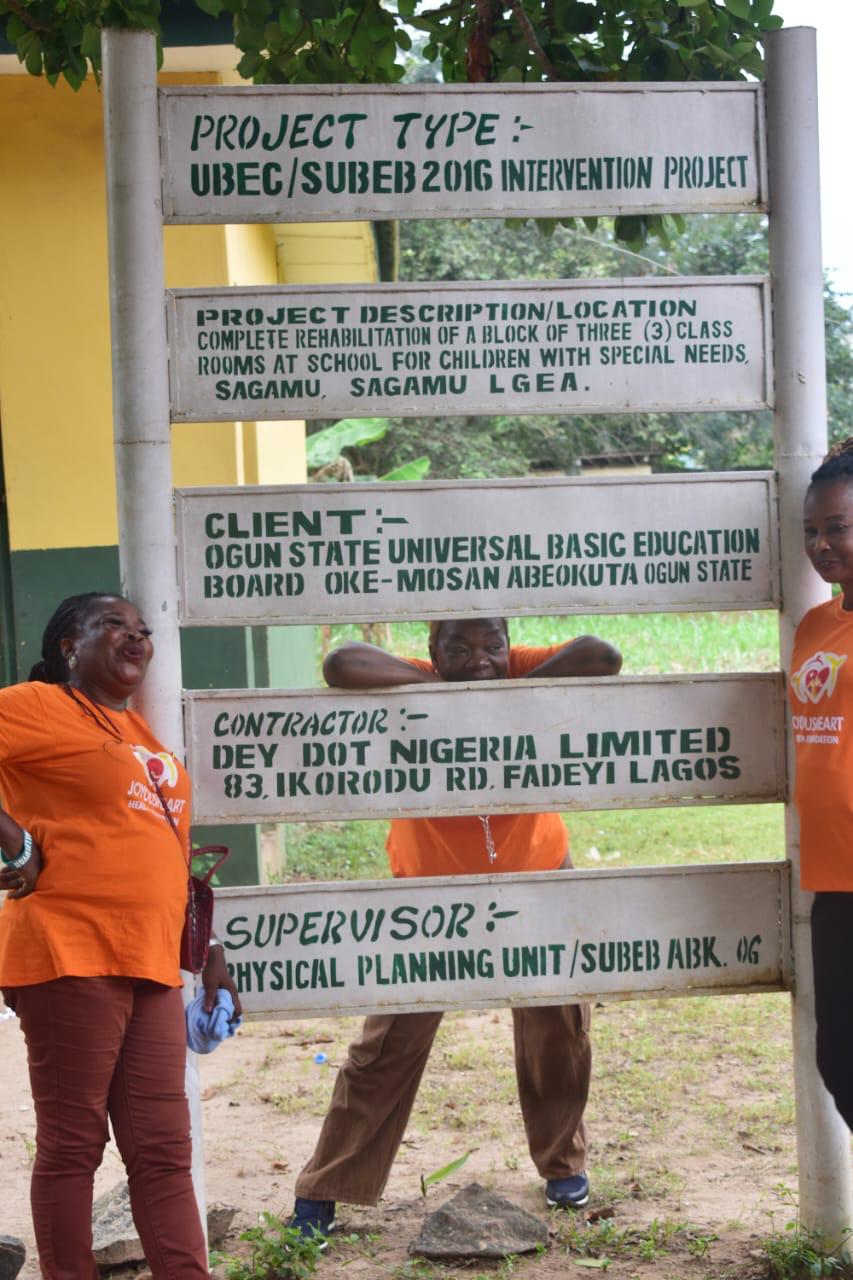 PROJECT TYPE :-
UBEC/SUBEB 2016 INTERVENTION PROJECT
PROJECT DESCRIPTION/LOCATION
COMPLETE REHABILITATION OF A BLOCK OF THREE (3) CLASS
ROOMS AT SCHOOL FOR CHILDREN WITH SPECIAL NEEDS,
SAGAMU, SAGAMU LGEA.
CLIENT :-
OGUN STATE UNIVERSAL BASIC EDUCATION
BOARD OKE-MOSAN ABEOKUTA OGUN STATE
CONTRACTOR :-
DEY DOT NIGERIA LIMITED
83, IKORODU RD, FADEYI LAGOS
SUPERVISOR :-
PHYSICAL PLANNING UNIT/SUBEB ABK. OG